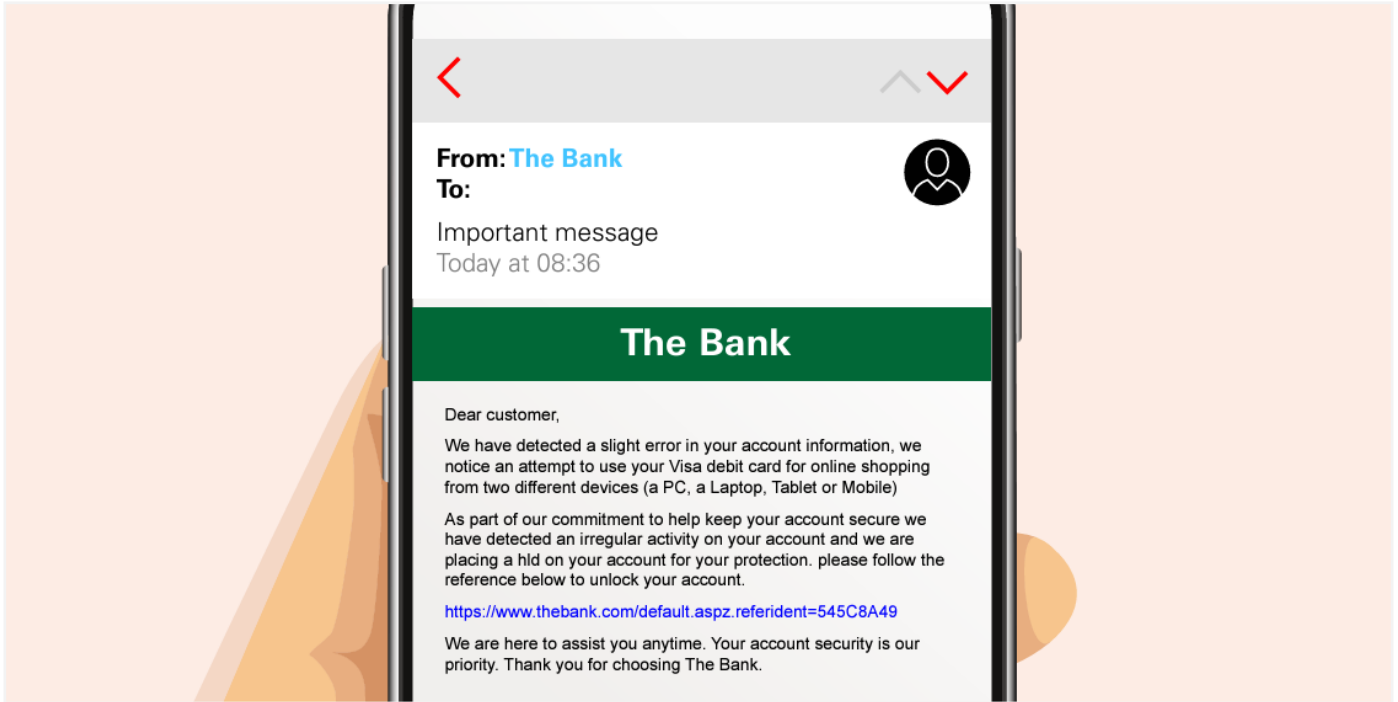 From: The Bank
To:
Important message
Today at 08:36
The Bank
Dear customer,
We have detected a slight error in your account information, we
notice an attempt to use your Visa debit card for online shopping
from two different devices (a PC, a Laptop, Tablet or Mobile)
As part of our commitment to help keep your account secure we
have detected an irregular activity on your account and we are
placing a hld on your account for your protection. please follow the
reference below to unlock your account.
https://www.thebank.com/default.aspz.referident=545C8A49
We are here to assist you anytime. Your account security is our
priority. Thank you for choosing The Bank.